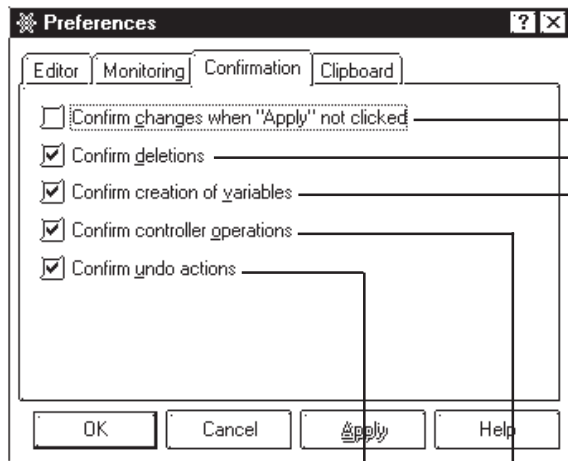 Preferences ? X
Editor Monitoring Confirmation Clipboard
Confirm changes when "Apply" not clicked
Confirm deletions
Confirm creation of variables
Confirm controller operations
Confirm undo actions
OK Cancel Apply Help